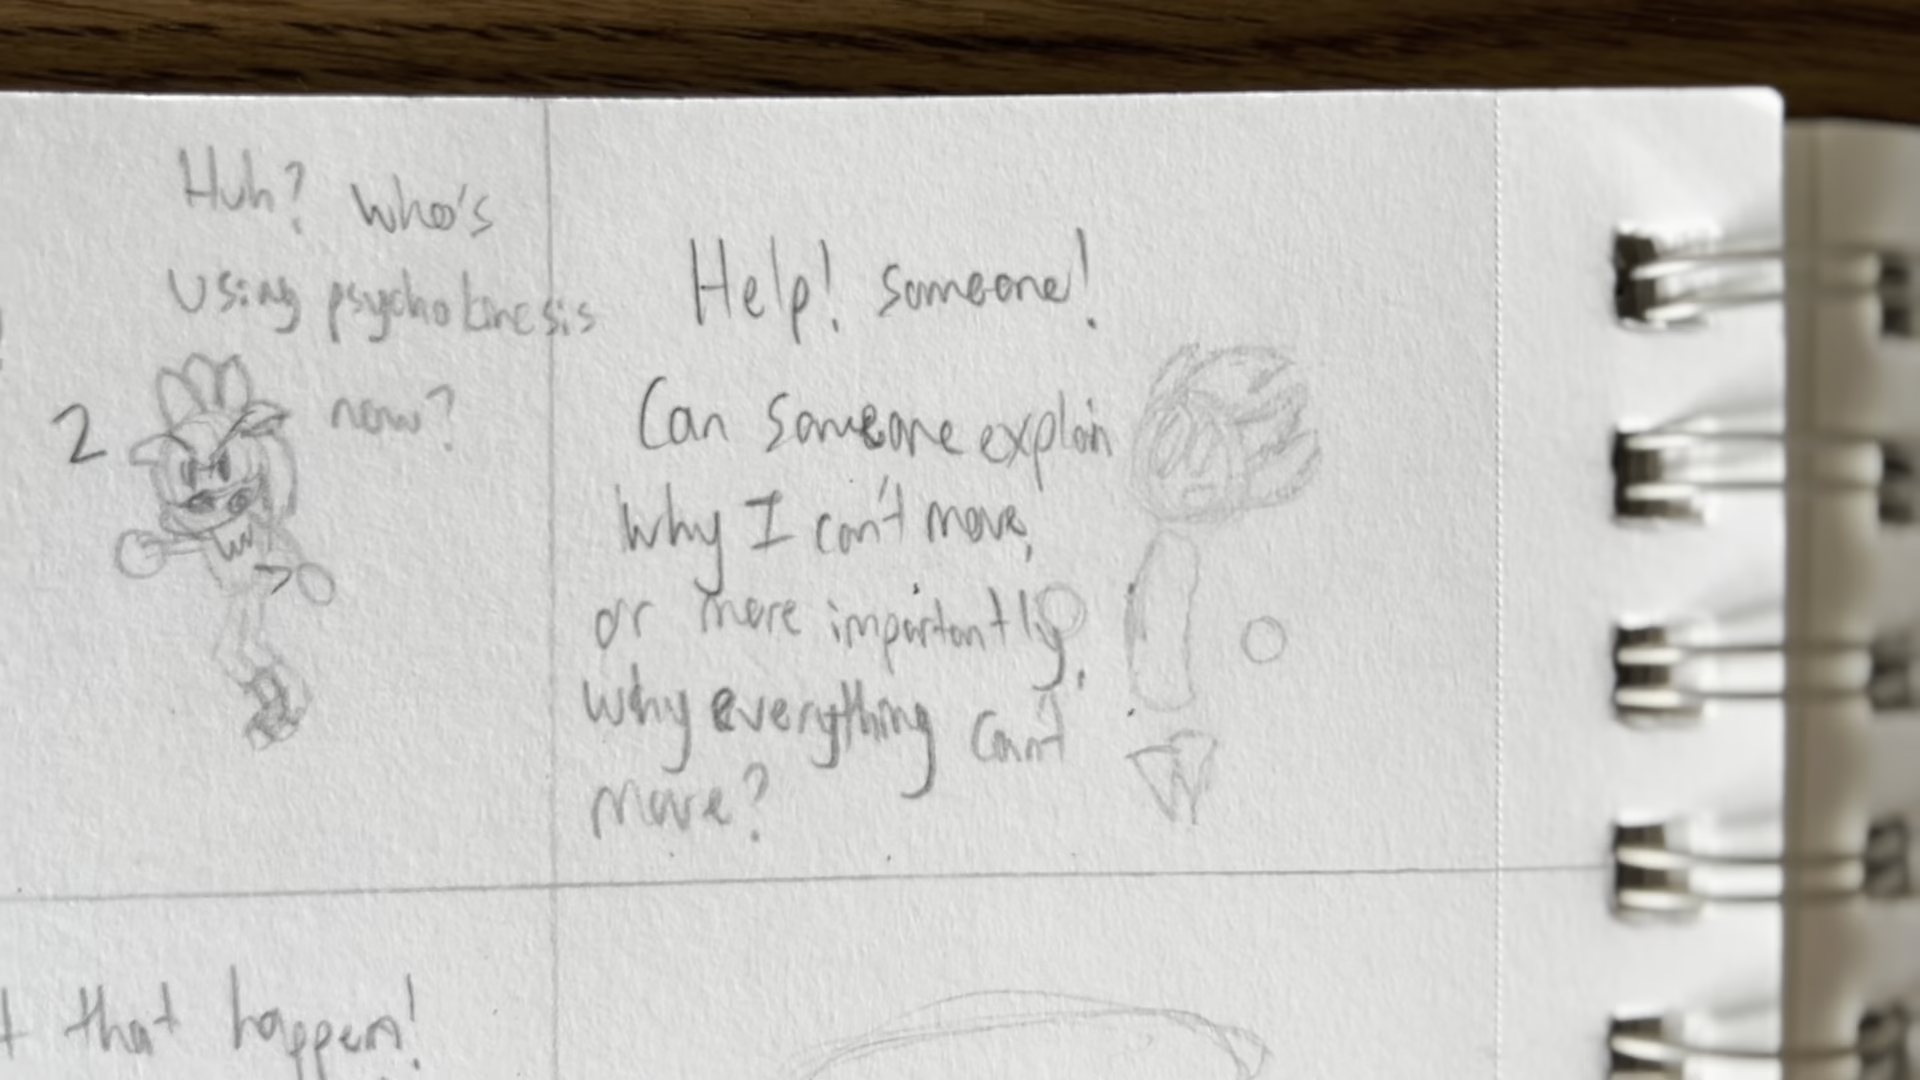 Huh? Who's
Using psychokinesis
now?
2
Help! Someone!
Can someone explain
Why I can't move,
or more importantly,
why everything can't
move?
that happen!